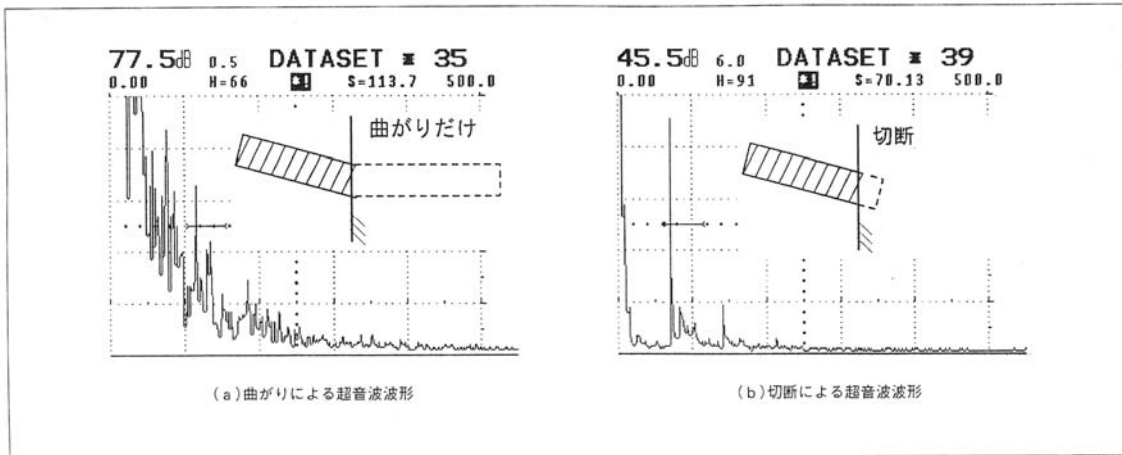 77.5dB 0.5 DATASET ※ 35
0.00 H=66 *! S=113.7 500.0
曲がりだけ
(a)曲がりによる超音波波形
45.5dB 6.0 DATASET ※ 39
0.00 H=91 *! S=70.13 500.0
切断
(b)切断による超音波波形